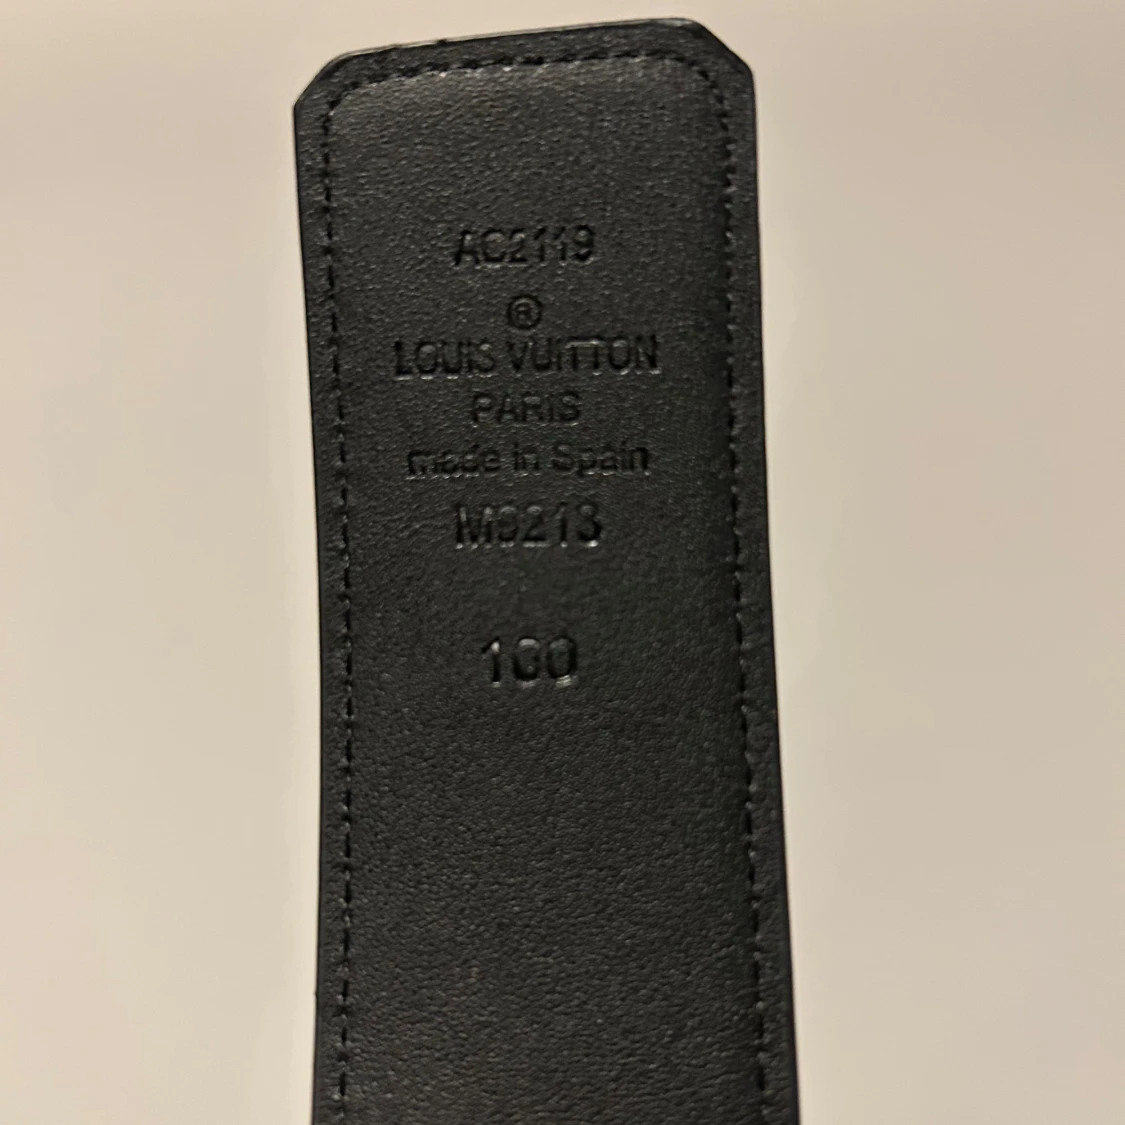 AC2119
®
LOUIS VUITTON
PARIS
made in Spain
M9213
100